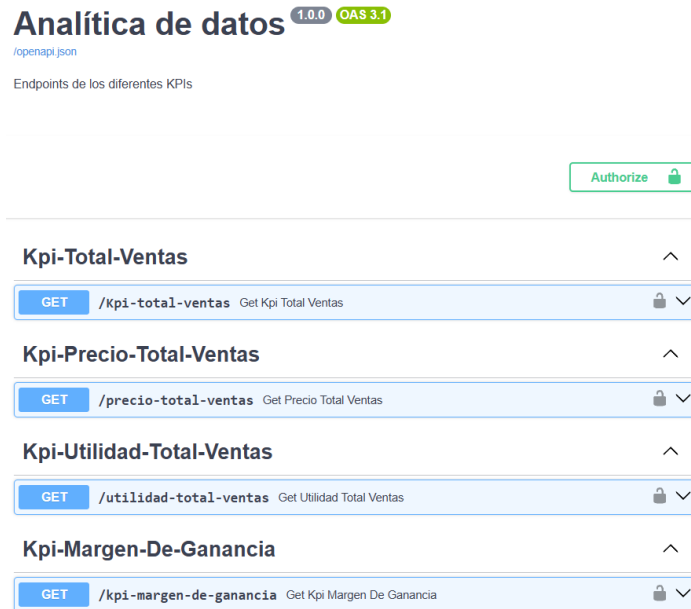 Analítica de datos 1.0.0 OAS 3.1
/openapi.json
Endpoints de los diferentes KPIs
Authorize
Kpi-Total-Ventas
GET /Kpi-total-ventas Get Kpi Total Ventas
Kpi-Precio-Total-Ventas
GET /precio-total-ventas Get Precio Total Ventas
Kpi-Utilidad-Total-Ventas
GET /utilidad-total-ventas Get Utilidad Total Ventas
Kpi-Margen-De-Ganancia
GET /kpi-margen-de-ganancia Get Kpi Margen De Ganancia